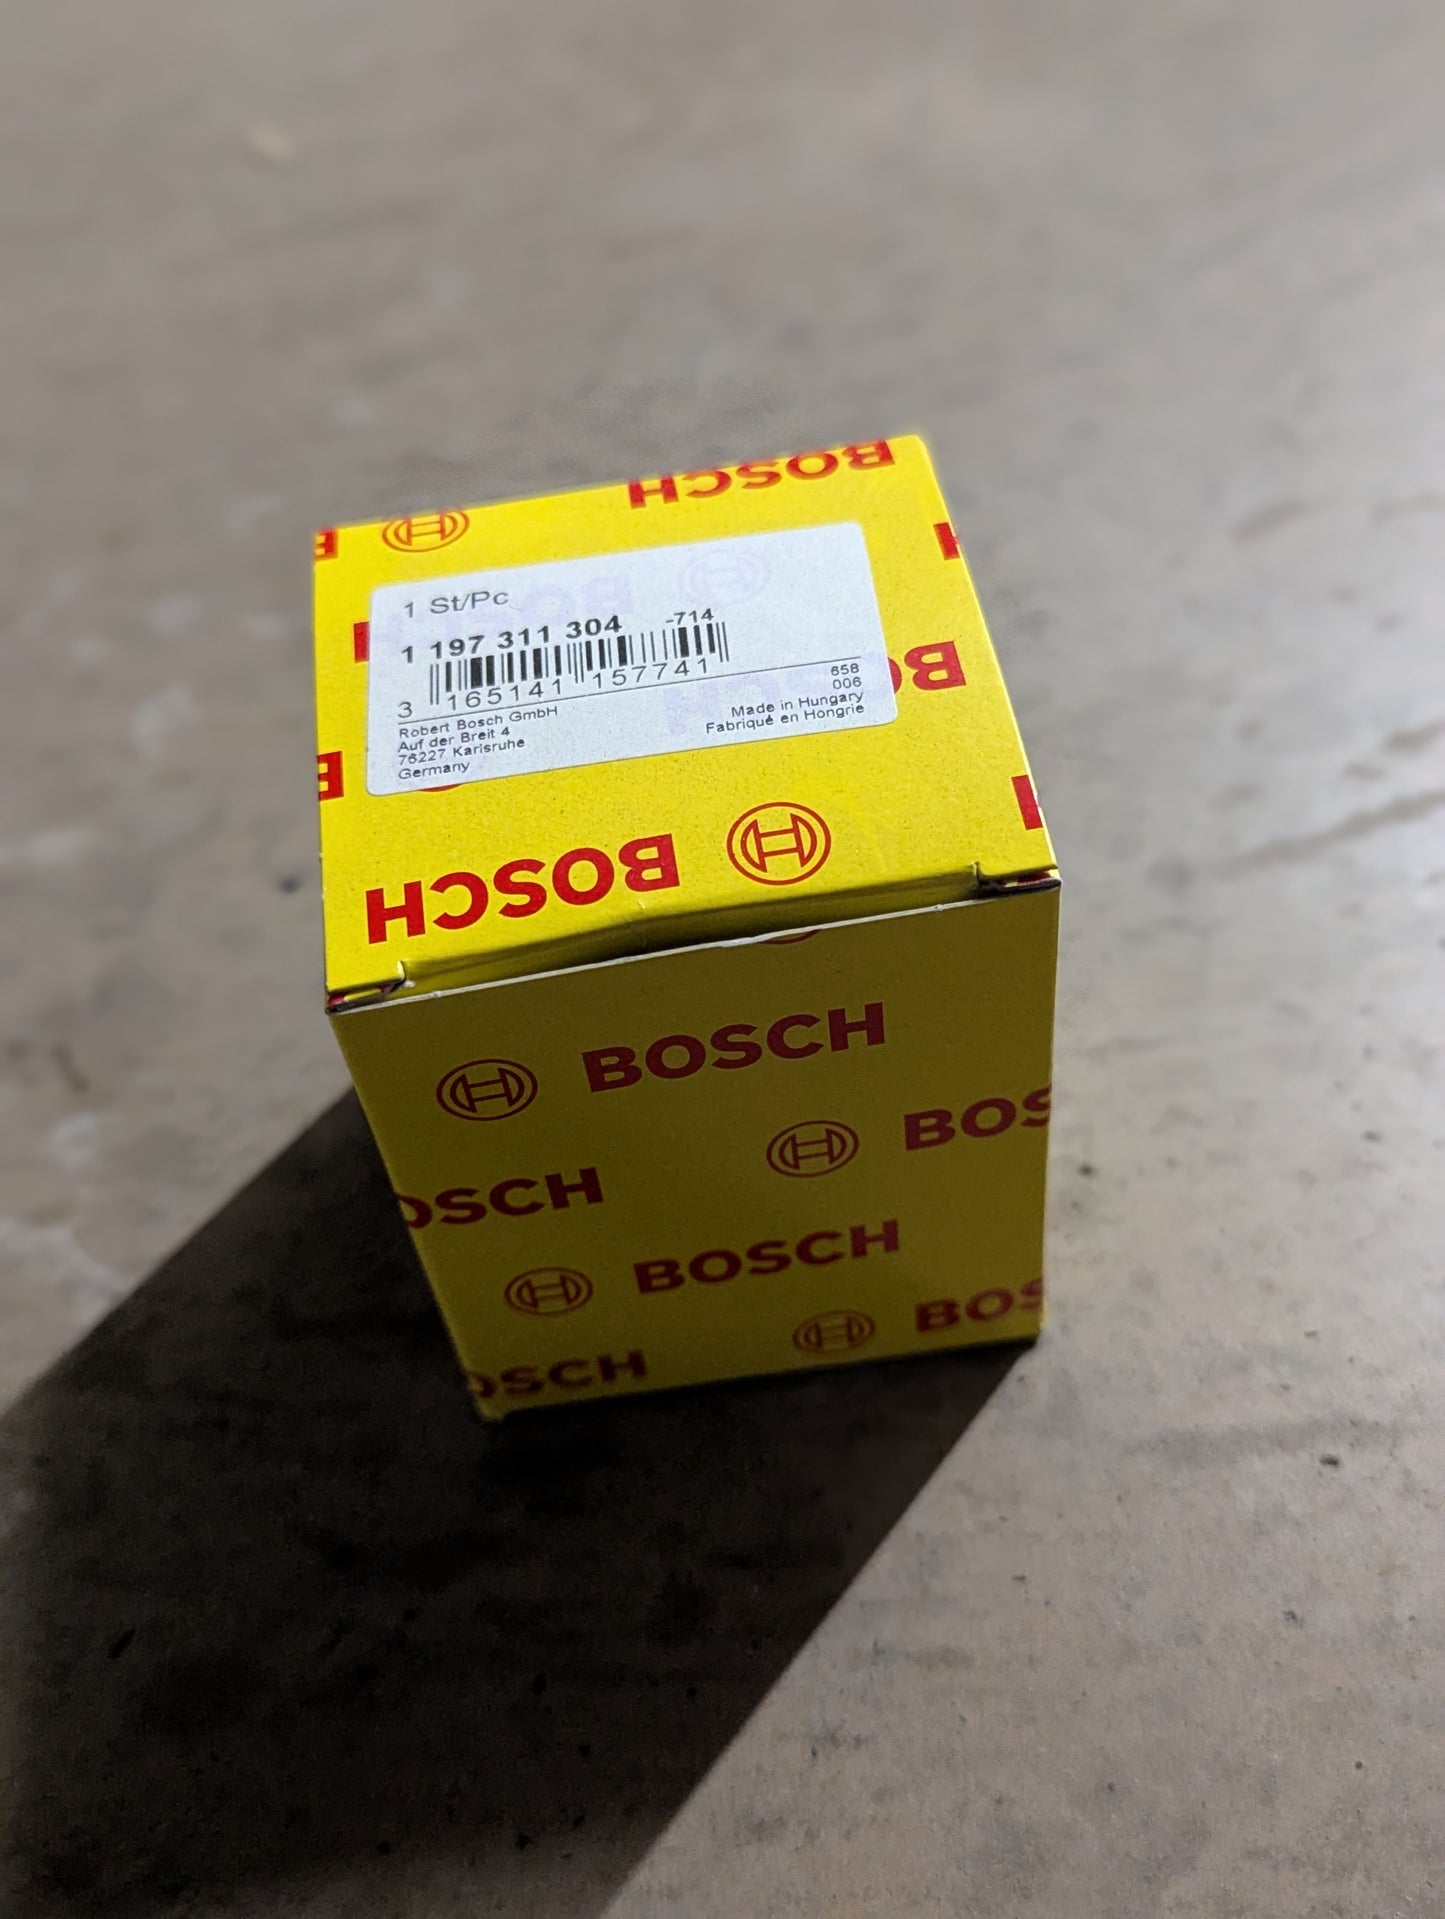 BOSCH
1 St/Pc
1 197 311 304 -714
3 165141 157741
658
006
Robert Bosch GmbH
Auf der Breit 4
76227 Karlsruhe
Germany
Made in Hungary
Fabriqué en Hongrie
BOSCH
BOSCH
BOS
OSCH
BOSCH
BOS
OSCH